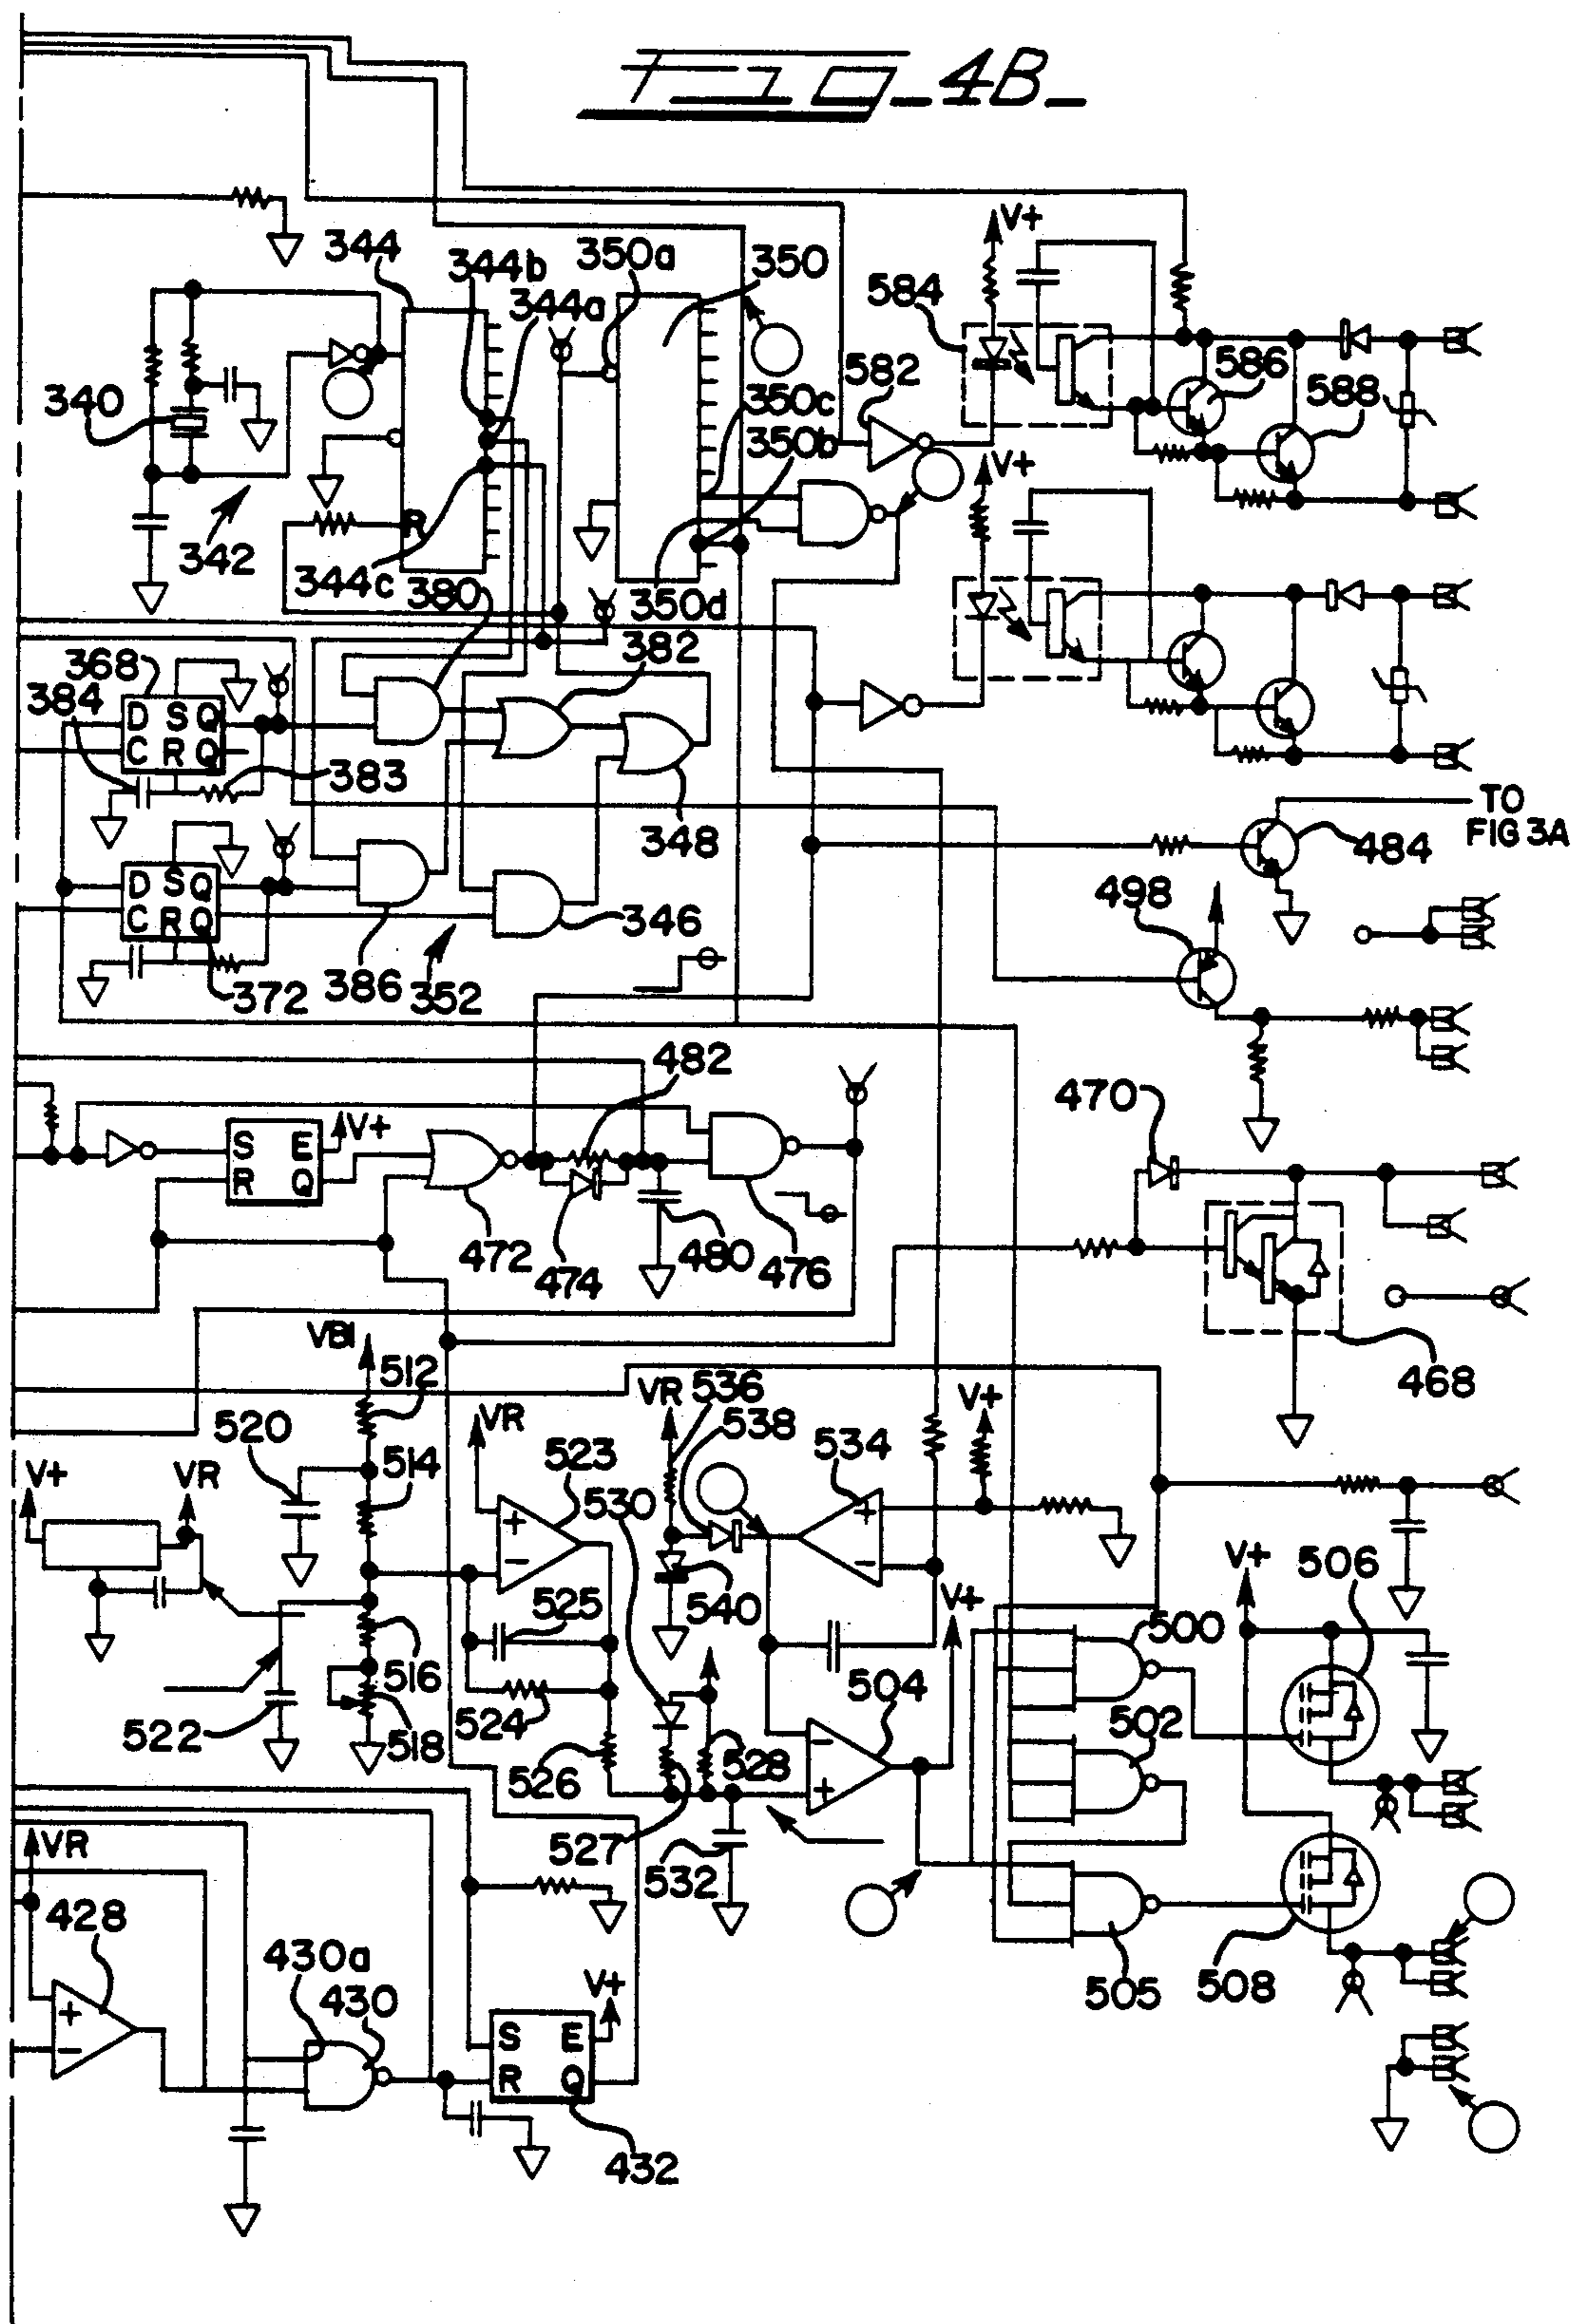 FIG_4B_
344
344b
344a
350a
350
V+
584
582
586
588
340
350c
350b
V+
R
342
344c
380
350d
382
368
384
D S Q
C R Q
383
348
TO
FIG 3A
484
498
D S Q
C R Q
346
372
386
352
482
470
S E
V+
R Q
472
474
480
476
468
VB1
512
520
514
V+
VR
VR
523
VR
536
538
534
V+
530
+
-
+
-
540
V+
V+
506
525
500
516
504
502
522
518
524
526
528
-
+
527
532
VR
428
430a
430
505
508
V+
+
-
S E
R Q
432